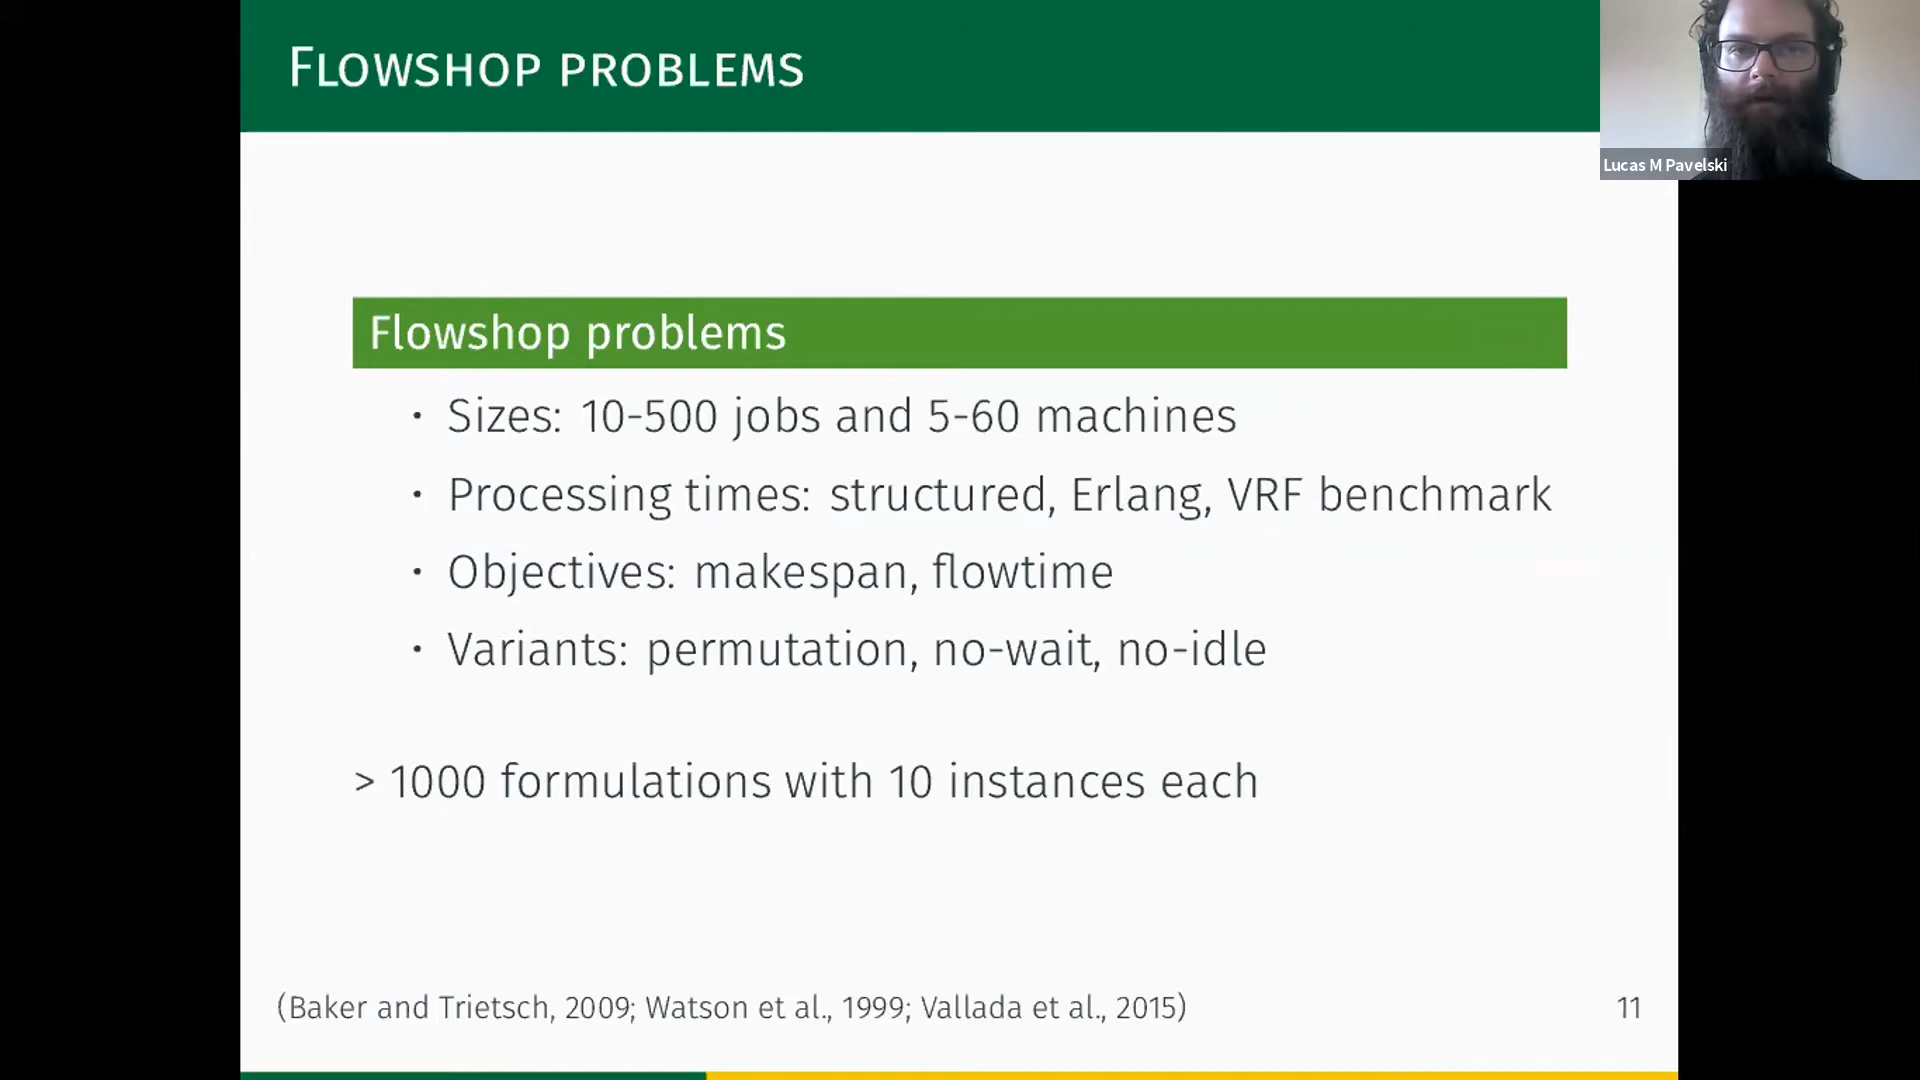 FLOWSHOP PROBLEMS
Lucas M Pavelski
Flowshop problems
• Sizes: 10-500 jobs and 5-60 machines
• Processing times: structured, Erlang, VRF benchmark
• Objectives: makespan, flowtime
• Variants: permutation, no-wait, no-idle
> 1000 formulations with 10 instances each
(Baker and Trietsch, 2009; Watson et al., 1999; Vallada et al., 2015)
11